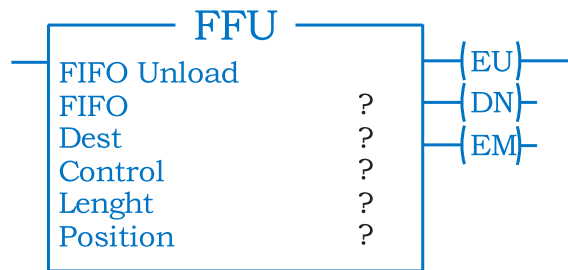 FFU
FIFO Unload
FIFO ?
Dest ?
Control ?
Lenght ?
Position ?
(EU)
(DN)
(EM)